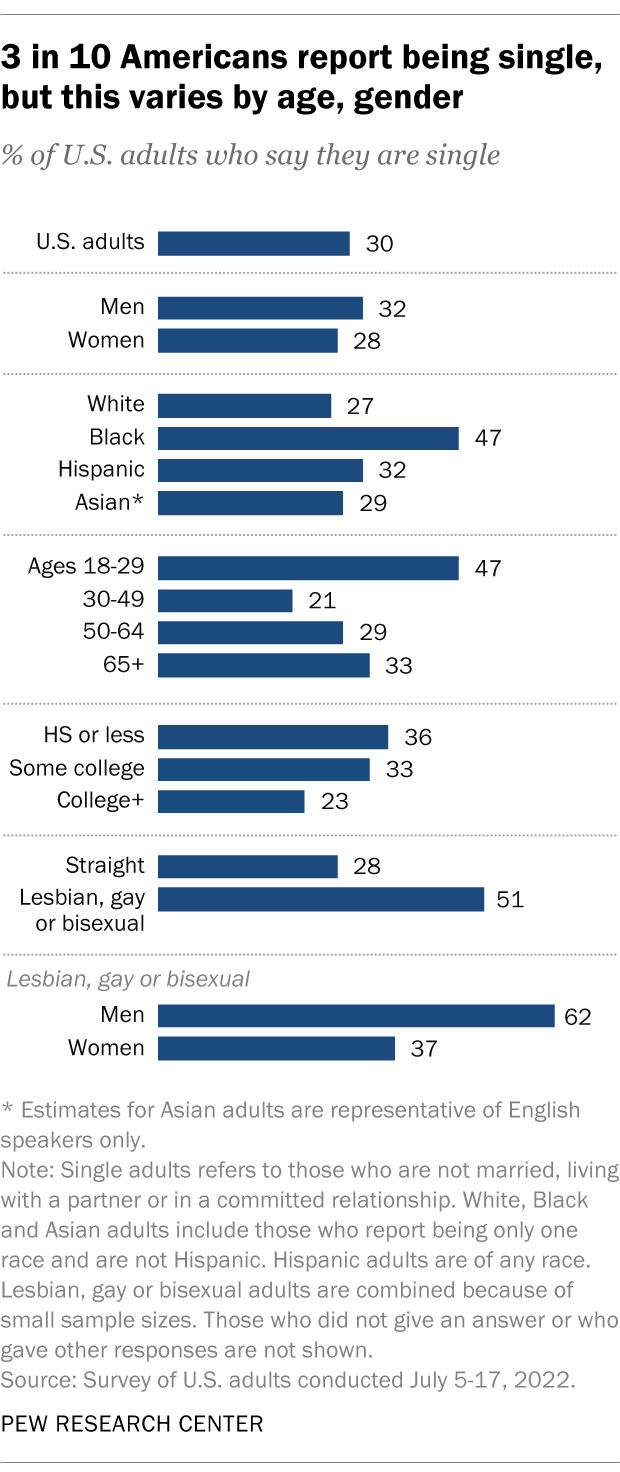 3 in 10 Americans report being single,
but this varies by age, gender
% of U.S. adults who say they are single
U.S. adults 30
Men 32
Women 28
White 27
Black 47
Hispanic 32
Asian* 29
Ages 18-29 47
30-49 21
50-64 29
65+ 33
HS or less 36
Some college 33
College+ 23
Straight 28
Lesbian, gay
or bisexual 51
Lesbian, gay or bisexual
Men 62
Women 37
* Estimates for Asian adults are representative of English
speakers only.
Note: Single adults refers to those who are not married, living
with a partner or in a committed relationship. White, Black
and Asian adults include those who report being only one
race and are not Hispanic. Hispanic adults are of any race.
Lesbian, gay or bisexual adults are combined because of
small sample sizes. Those who did not give an answer or who
gave other responses are not shown.
Source: Survey of U.S. adults conducted July 5-17, 2022.
PEW RESEARCH CENTER